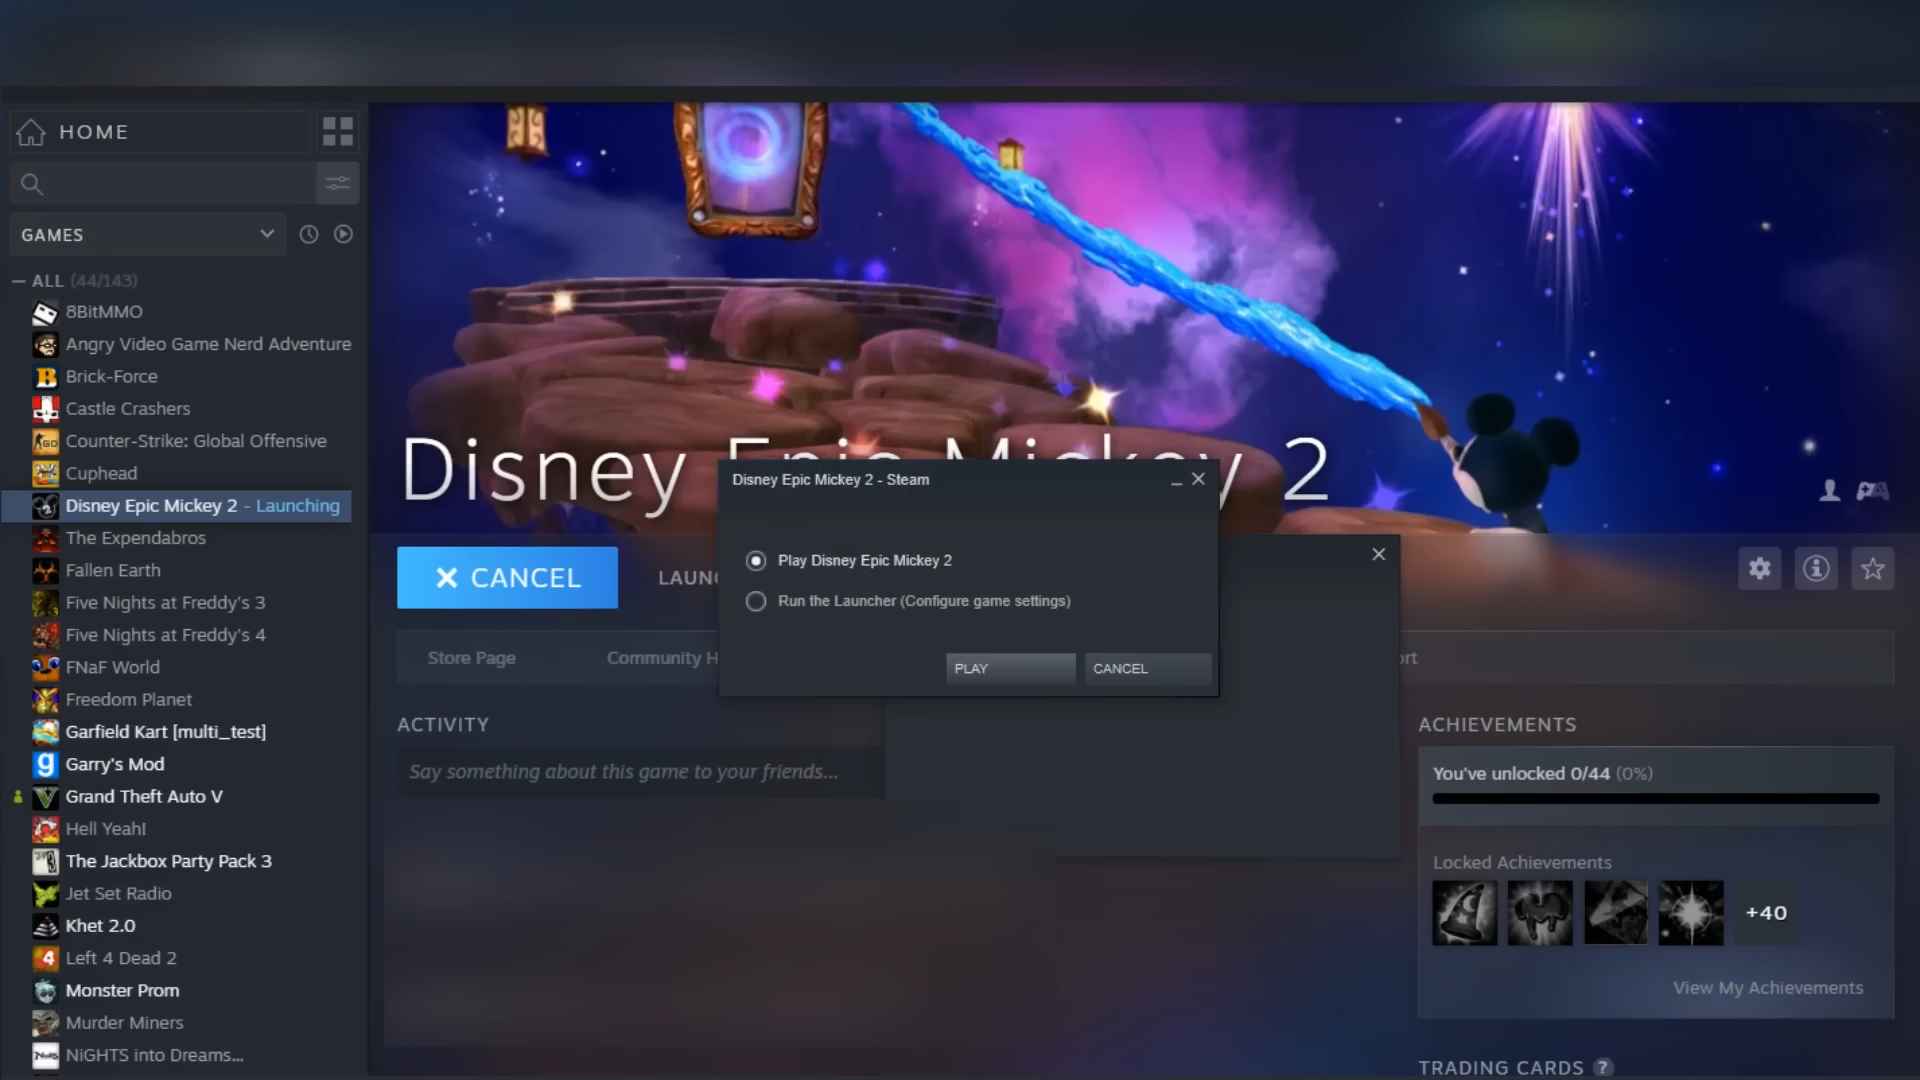 HOME
GAMES
ALL (44/143)
8BitMMO
Angry Video Game Nerd Adventure
Brick-Force
Castle Crashers
Counter-Strike: Global Offensive
Cuphead
Disney Epic Mickey 2 - Launching
The Expendabros
Fallen Earth
Five Nights at Freddy's 3
Five Nights at Freddy's 4
FNaF World
Freedom Planet
Garfield Kart [multi_test]
Garry's Mod
Grand Theft Auto V
Hell Yeah!
The Jackbox Party Pack 3
Jet Set Radio
Khet 2.0
Left 4 Dead 2
Monster Prom
Murder Miners
NiGHTS into Dreams...
Disney Epic Mickey 2
Disney Epic Mickey 2 - Steam
Play Disney Epic Mickey 2
Run the Launcher (Configure game settings)
PLAY
CANCEL
CANCEL
LAUN
Store Page
Community H
ort
ACTIVITY
Say something about this game to your friends...
ACHIEVEMENTS
You've unlocked 0/44 (0%)
Locked Achievements
+40
View My Achievements
TRADING CARDS ?